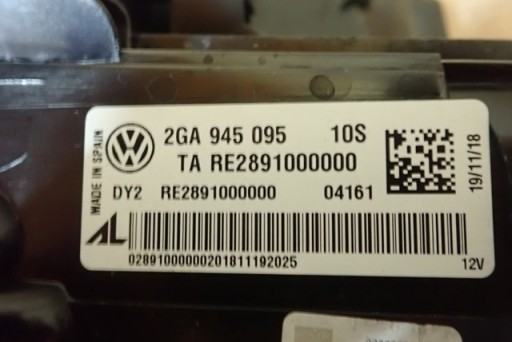 MADE IN SPAIN
2GA 945 095 10S
TA RE2891000000
DY2 RE2891000000 04161
AL
02891000000201811192025
19/11/18
12V